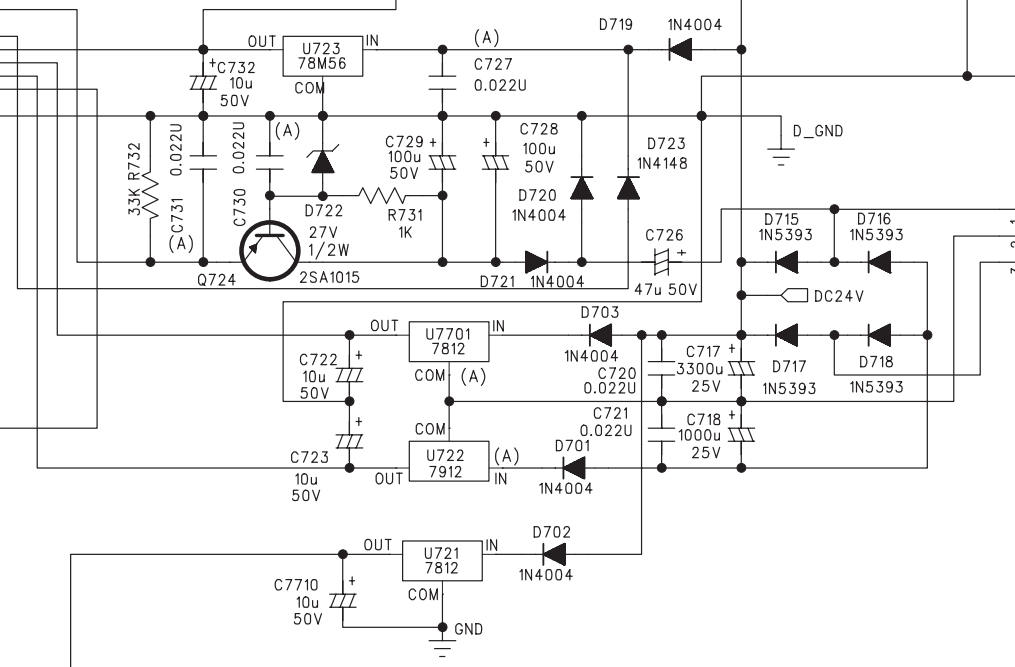 D719
1N4004
OUT
U723
78M56
IN
(A)
COM
C732
10u
50V
+
C727
0.022U
33K R732
0.022U
C731
(A)
0.022U
C730
(A)
C729
100u
50V
+
+
C728
100u
50V
D723
1N4148
D_GND
D720
1N4004
D722
27V
1/2W
R731
1K
Q724
2SA1015
D721
1N4004
C726
+
47u 50V
D715
1N5393
D716
1N5393
1
DC24V
D703
1N4004
OUT
U7701
7812
IN
COM
(A)
C722
10u
50V
+
C720
0.022U
C717
3300u
25V
+
D717
1N5393
D718
1N5393
C721
0.022U
C718
1000u
25V
+
COM
U722
7912
OUT
(A)
IN
D701
1N4004
C723
10u
50V
+
D702
1N4004
OUT
U721
7812
IN
COM
C7710
10u
50V
+
GND